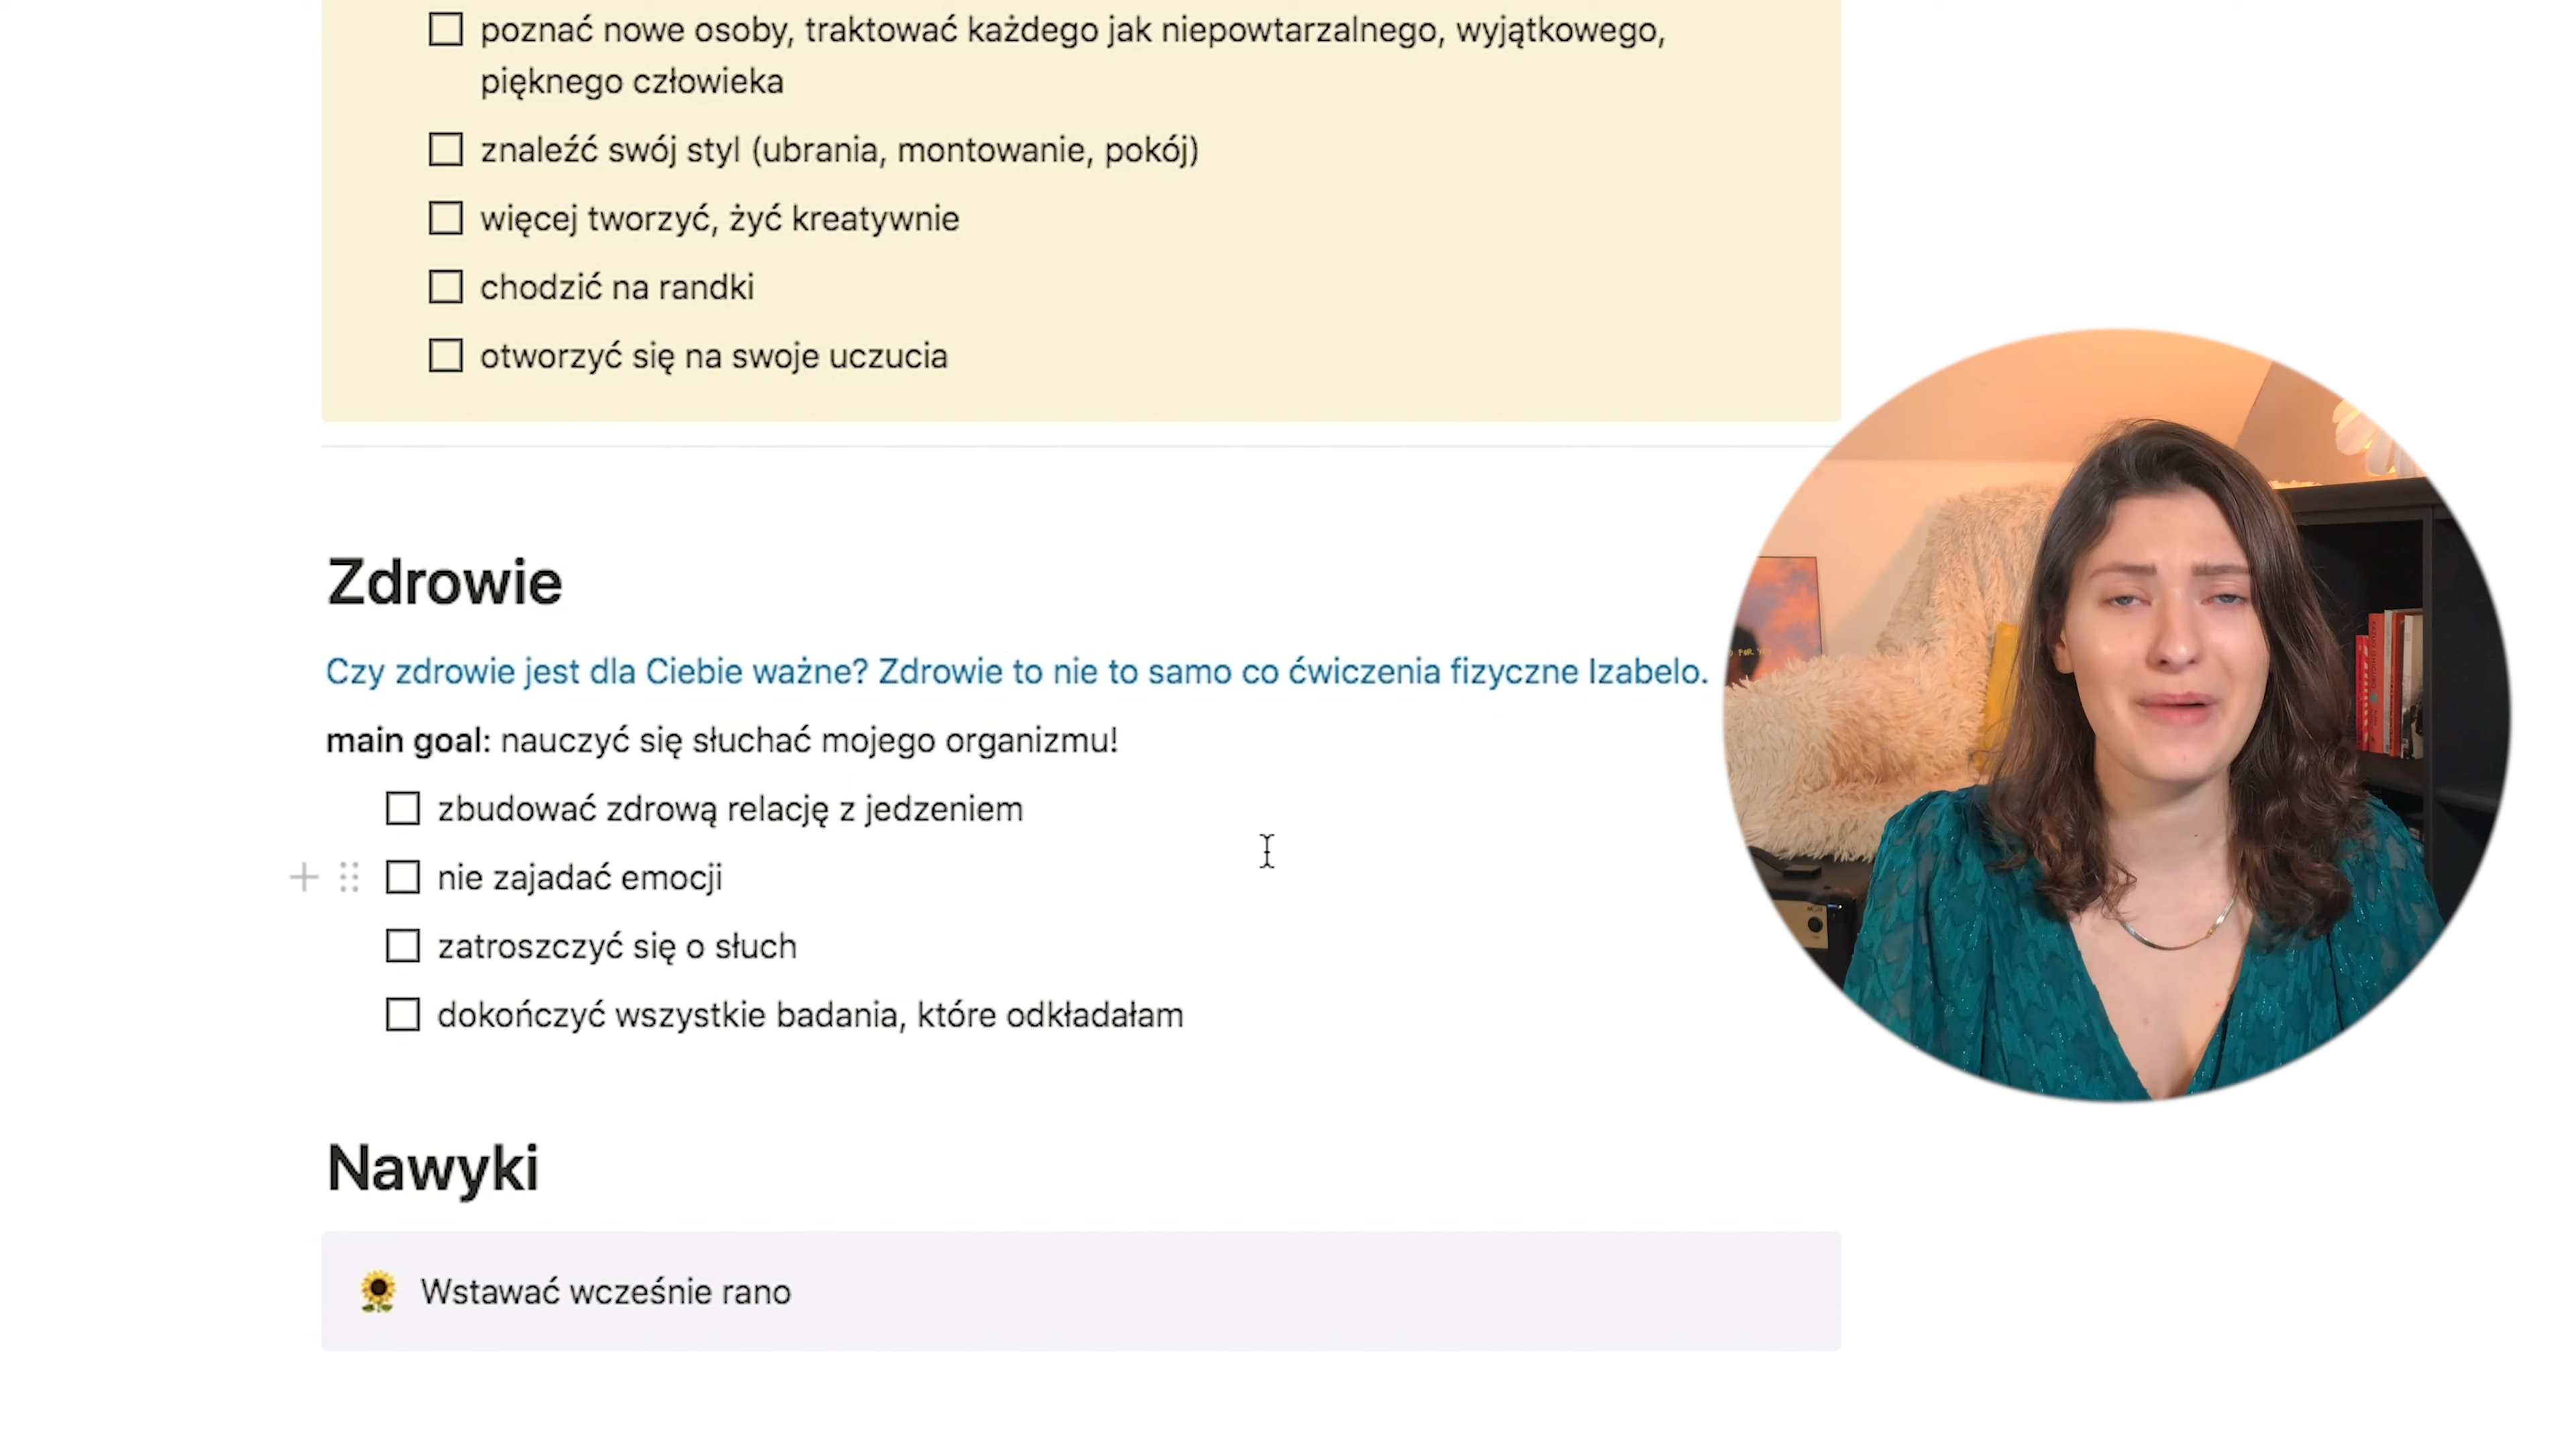 poznać nowe osoby, traktować każdego jak niepowtarzalnego, wyjątkowego,
pięknego człowieka
znaleźć swój styl (ubrania, montowanie, pokój)
więcej tworzyć, żyć kreatywnie
chodzić na randki
otworzyć się na swoje uczucia
Zdrowie
Czy zdrowie jest dla Ciebie ważne? Zdrowie to nie to samo co ćwiczenia fizyczne Izabelo.
main goal: nauczyć się słuchać mojego organizmu!
zbudować zdrową relację z jedzeniem
nie zajadać emocji
zatroszczyć się o słuch
dokończyć wszystkie badania, które odkładałam
Nawyki
Wstawać wcześnie rano